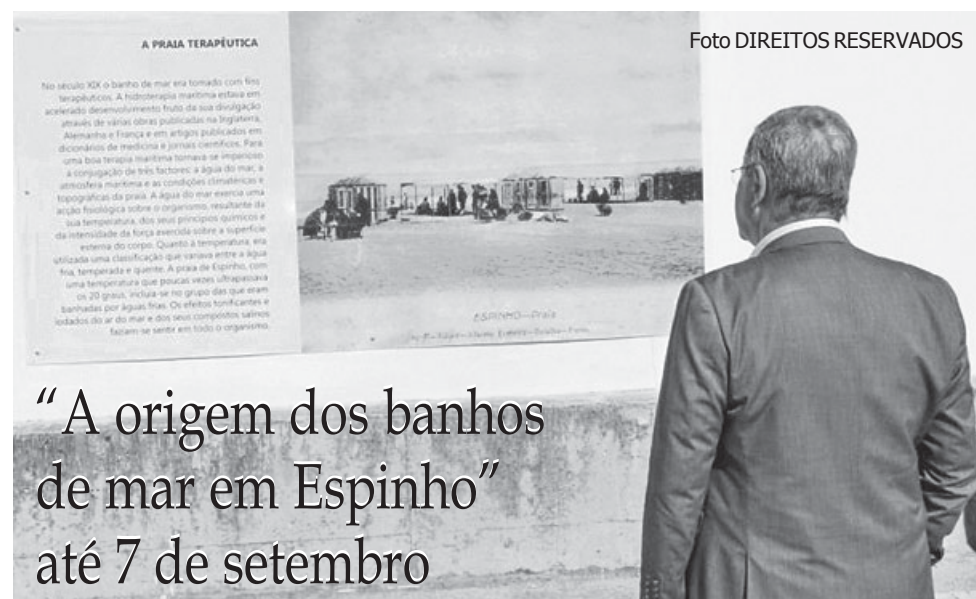 A PRAIA TERAPÊUTICA
No século XIX o banho de mar era tomado com fins
terapêuticos. A hidroterapia marítima estava em
acelerado desenvolvimento fruto da sua divulgação
através de várias obras publicadas na Inglaterra,
Alemanha e França e em artigos publicados em
dicionários de medicina e jornais científicos. Para
uma boa terapia marítima tornava-se imperioso
a conjugação de três factores: a água do mar, a
atmosfera marítima e as condições climatéricas e
topográficas da praia. A água do mar exercia uma
acção fisiológica sobre o organismo, resultante da
sua temperatura, dos seus princípios químicos e
da intensidade da força exercida sobre a superfície
externa do corpo. Quanto à temperatura, era
utilizada uma classificação que variava entre a água
fria, temperada e quente. A praia de Espinho, com
uma temperatura que poucas vezes ultrapassava
os 20 graus, incluía-se no grupo das que eram
banhadas por águas frias. Os efeitos tonificantes e
iodados do ar do mar e dos seus compostos salinos
faziam-se sentir em todo o organismo.
Foto DIREITOS RESERVADOS
ESPINHO—Praia
“A origem dos banhos
de mar em Espinho”
até 7 de setembro